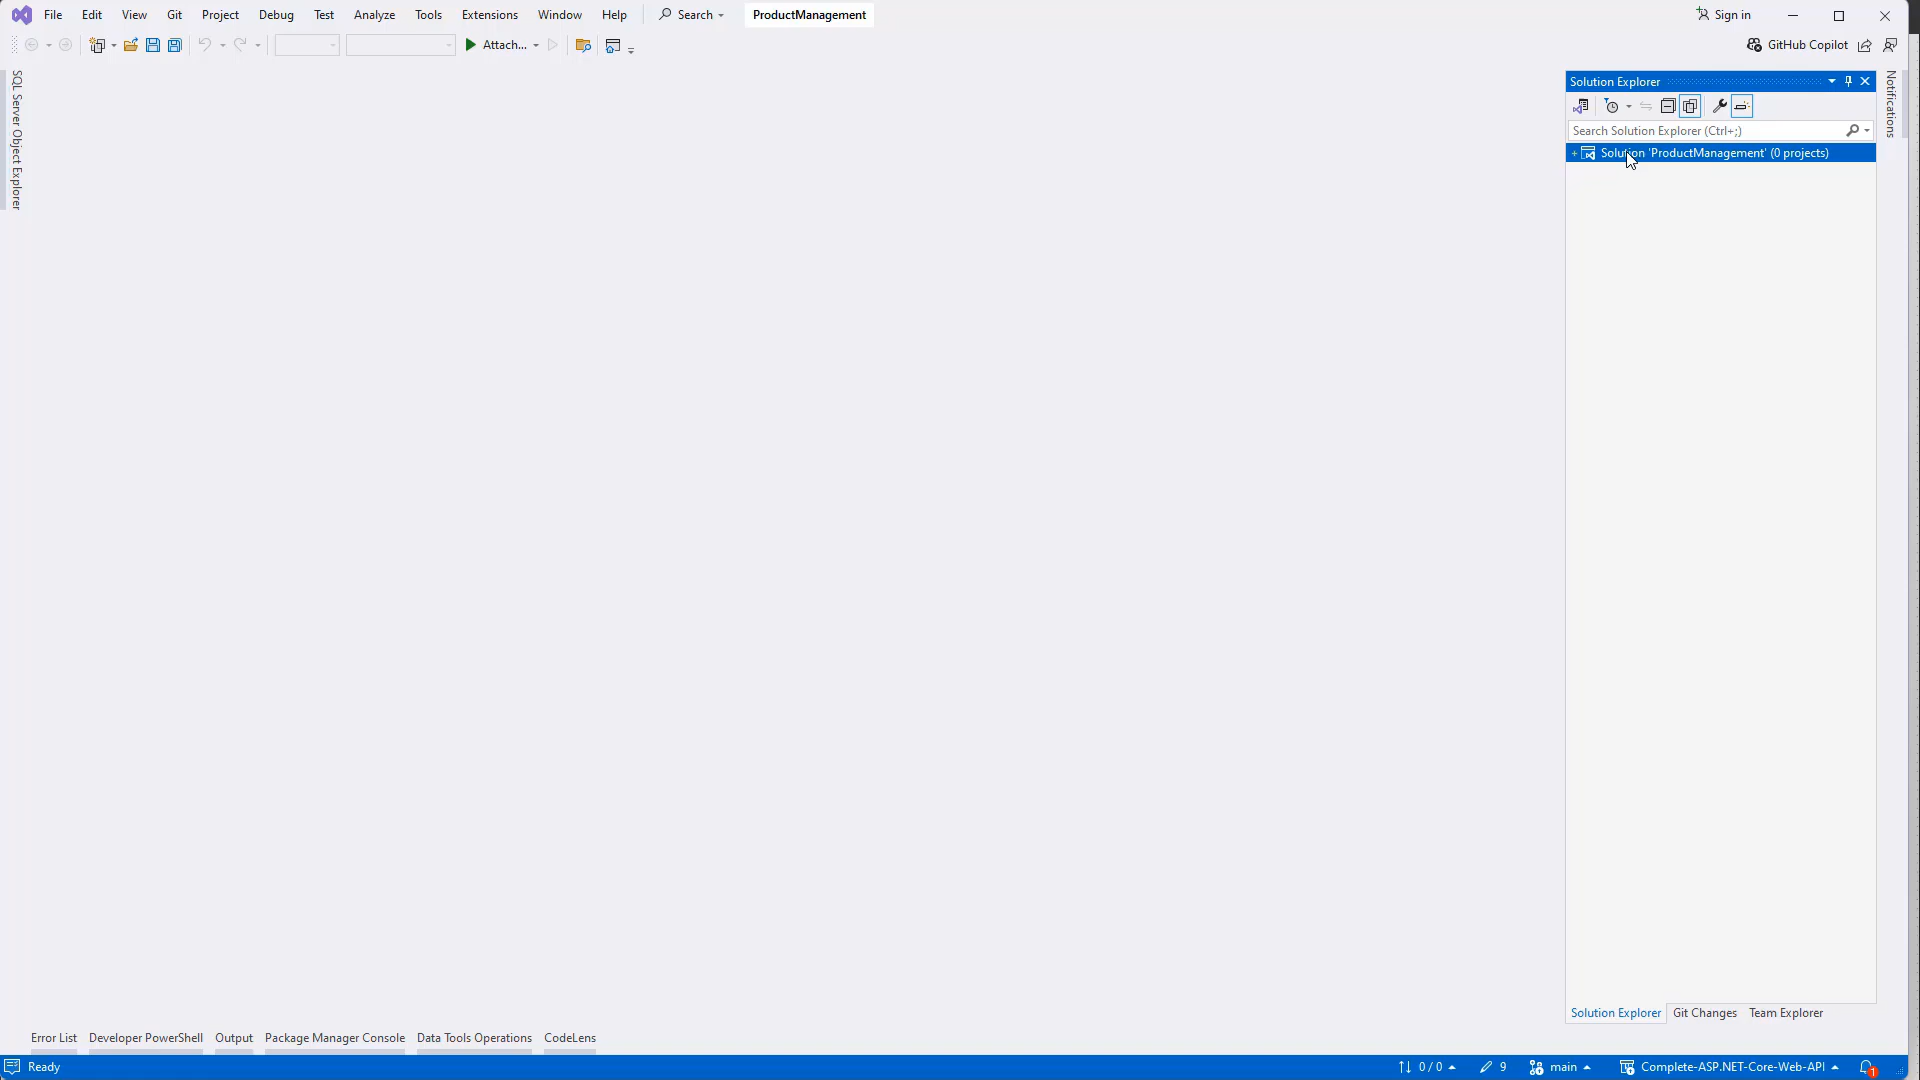 File Edit View Git Project Debug Test Analyze Tools Extensions Window Help Search ProductManagement Sign in
Attach... GitHub Copilot
SQL Server Object Explorer
Solution Explorer
Notifications
Search Solution Explorer (Ctrl+;)
Solution 'ProductManagement' (0 projects)
Solution Explorer Git Changes Team Explorer
Error List Developer PowerShell Output Package Manager Console Data Tools Operations CodeLens
Ready 0 / 0 9 main Complete-ASP.NET-Core-Web-API 1